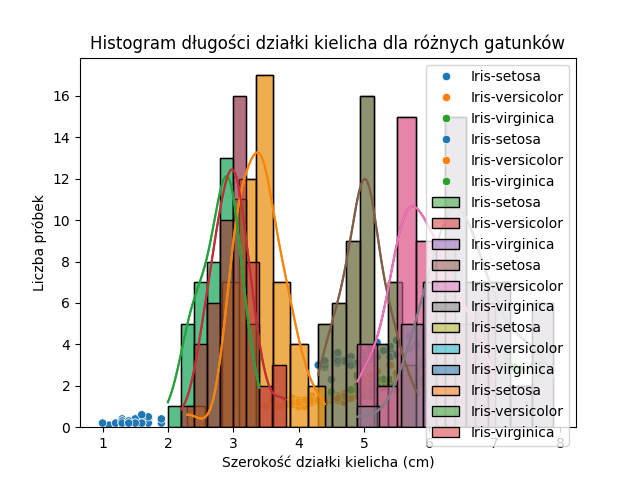 Histogram długości działki kielicha dla różnych gatunków
Liczba próbek
16
14
12
10
8
6
4
2
0
1
2
3
4
5
6
7
8
Szerokość działki kielicha (cm)
Iris-setosa
Iris-versicolor
Iris-virginica
Iris-setosa
Iris-versicolor
Iris-virginica
Iris-setosa
Iris-versicolor
Iris-virginica
Iris-setosa
Iris-versicolor
Iris-virginica
Iris-setosa
Iris-versicolor
Iris-virginica
Iris-setosa
Iris-versicolor
Iris-virginica